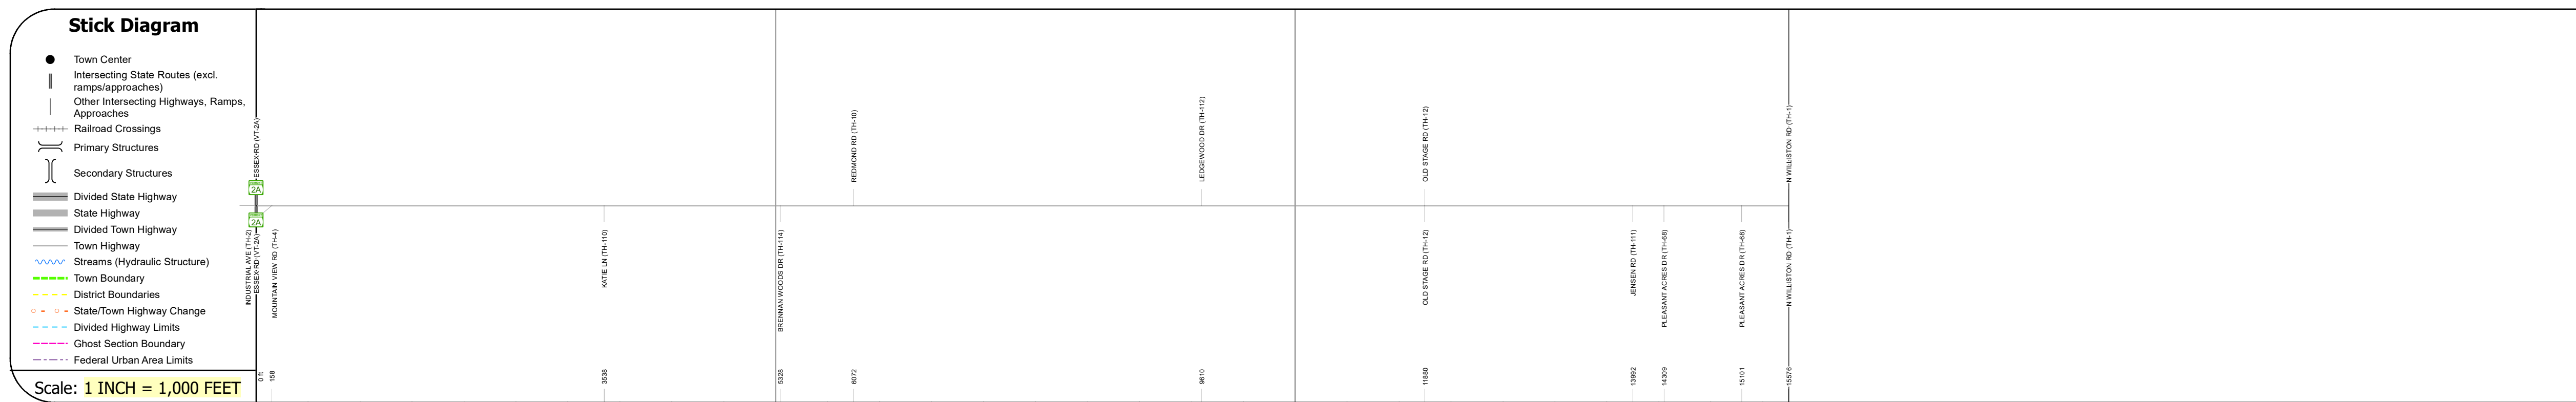 Stick Diagram
Town Center
Intersecting State Routes (excl.
ramps/approaches)
Other Intersecting Highways, Ramps,
Approaches
Railroad Crossings
Primary Structures
Secondary Structures
Divided State Highway
State Highway
Divided Town Highway
Town Highway
Streams (Hydraulic Structure)
Town Boundary
District Boundaries
State/Town Highway Change
Divided Highway Limits
Ghost Section Boundary
Federal Urban Area Limits
Scale: 1 INCH = 1,000 FEET
ESSEX RD (VT-2A)
REDMOND RD (TH-10)
LEDGEWOOD DR (TH-112)
OLD STAGE RD (TH-12)
N WILLISTON RD (TH-1)
2A
2A
INDUSTRIAL AVE (TH-2)
ESSEX RD (VT-2A)
MOUNTAIN VIEW RD (TH-4)
KATIE LN (TH-110)
BRENNAN WOODS DR (TH-114)
OLD STAGE RD (TH-12)
JENSEN RD (TH-111)
PLEASANT ACRES DR (TH-68)
PLEASANT ACRES DR (TH-68)
N WILLISTON RD (TH-1)
0 ft
158
3538
5328
6072
9610
11880
13992
14309
15101
15576